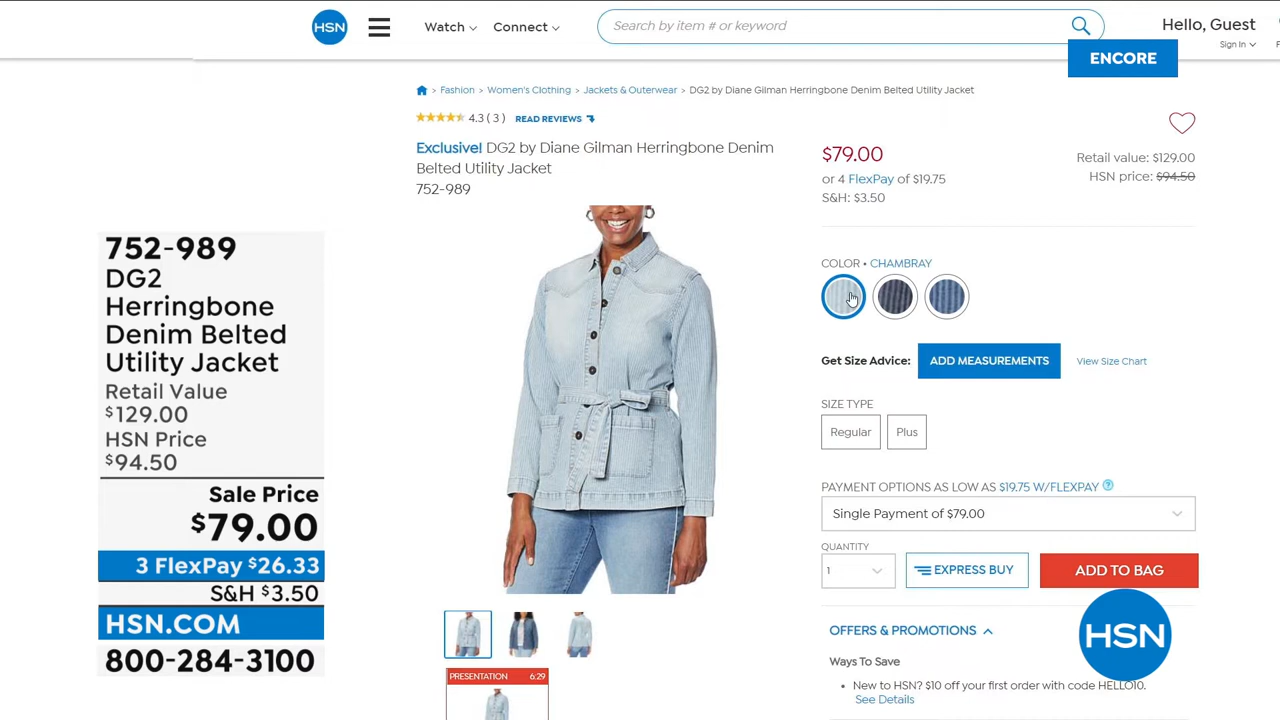 HSN
Watch
Connect
Search by item # or keyword
Hello, Guest
Sign In
ENCORE
> Fashion > Women's Clothing > Jackets & Outerwear > DG2 by Diane Gilman Herringbone Denim Belted Utility Jacket
4.3 ( 3 ) READ REVIEWS
Exclusive! DG2 by Diane Gilman Herringbone Denim
Belted Utility Jacket
752-989
$79.00
or 4 FlexPay of $19.75
S&H: $3.50
Retail value: $129.00
HSN price: $94.50
752-989
DG2
Herringbone
Denim Belted
Utility Jacket
Retail Value
$129.00
HSN Price
$94.50
Sale Price
$79.00
3 FlexPay $26.33
S&H $3.50
HSN.COM
800-284-3100
COLOR • CHAMBRAY
Get Size Advice: ADD MEASUREMENTS View Size Chart
SIZE TYPE
Regular
Plus
PAYMENT OPTIONS AS LOW AS $19.75 W/FLEXPAY ?
Single Payment of $79.00
QUANTITY
1
EXPRESS BUY
ADD TO BAG
OFFERS & PROMOTIONS
HSN
Ways To Save
• New to HSN? $10 off your first order with code HELLO10.
See Details
PRESENTATION 6:29